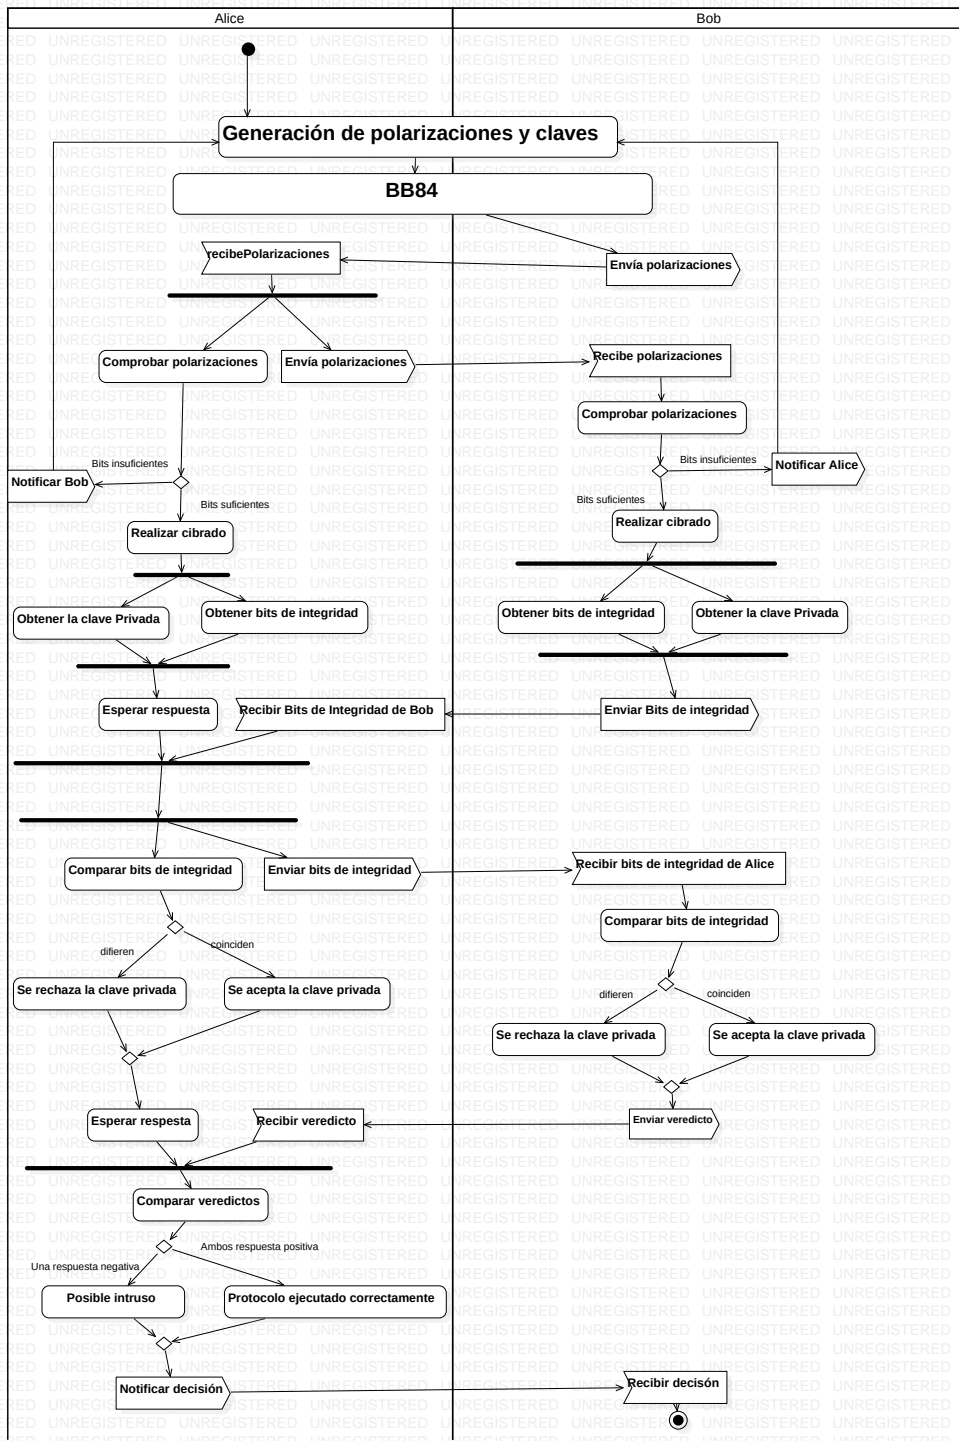 Alice
Bob
Generación de polarizaciones y claves
BB84
recibePolarizaciones
Envía polarizaciones
Comprobar polarizaciones
Envía polarizaciones
Recibe polarizaciones
Comprobar polarizaciones
Bits insuficientes
Bits insuficientes
Notificar Bob
Notificar Alice
Bits suficientes
Bits suficientes
Realizar cibrado
Realizar cibrado
Obtener la clave Privada
Obtener bits de integridad
Obtener bits de integridad
Obtener la clave Privada
Esperar respuesta
Recibir Bits de Integridad de Bob
Enviar Bits de integridad
Comparar bits de integridad
Enviar bits de integridad
Recibir bits de integridad de Alice
Comparar bits de integridad
difieren
coinciden
difieren
coinciden
Se rechaza la clave privada
Se acepta la clave privada
Se rechaza la clave privada
Se acepta la clave privada
Esperar respesta
Recibir veredicto
Enviar veredicto
Comparar veredictos
Ambos respuesta positiva
Una respuesta negativa
Posible intruso
Protocolo ejecutado correctamente
Notificar decisión
Recibir decisón
UNREGISTERED